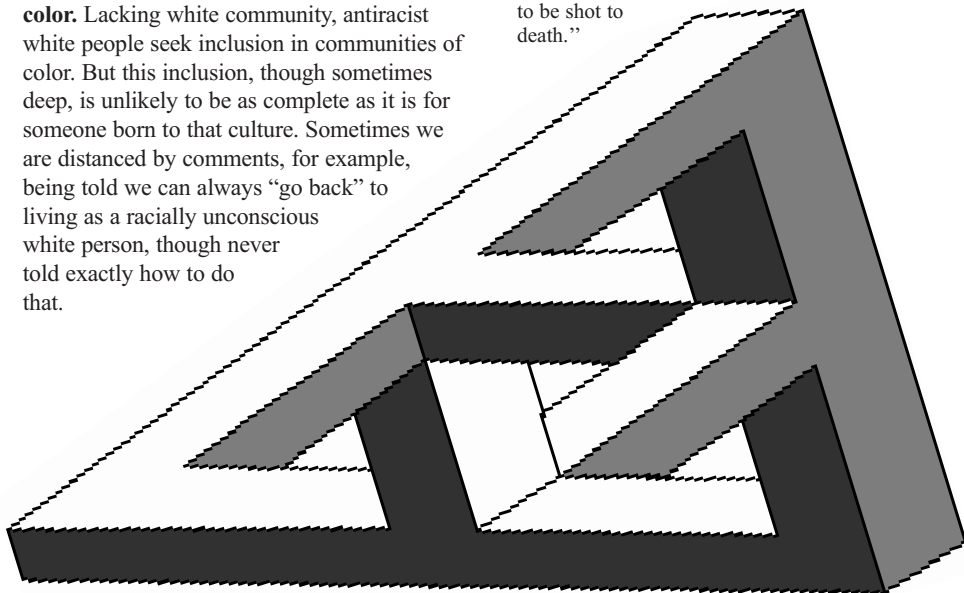 color. Lacking white community, antiracist
white people seek inclusion in communities of
color. But this inclusion, though sometimes
deep, is unlikely to be as complete as it is for
someone born to that culture. Sometimes we
are distanced by comments, for example,
being told we can always “go back” to
living as a racially unconscious
white person, though never
told exactly how to do
that.
to be shot to
death.’’